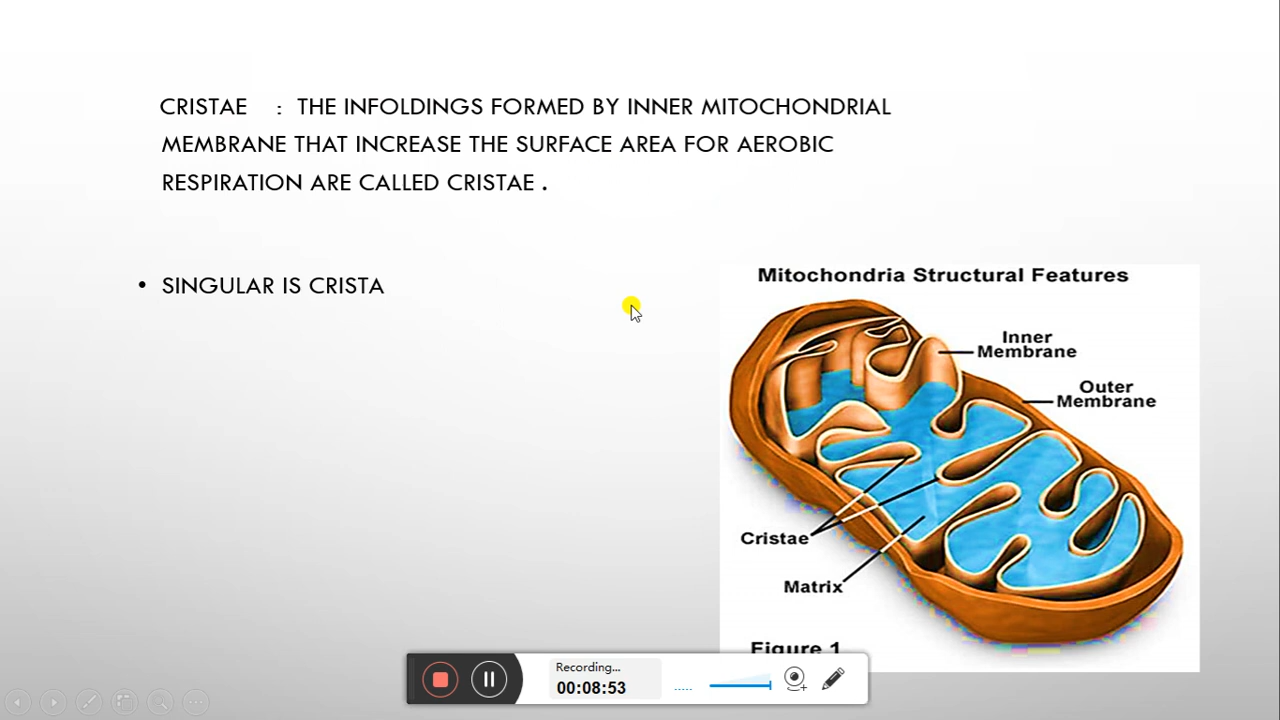 CRISTAE : THE INFOLDINGS FORMED BY INNER MITOCHONDRIAL
MEMBRANE THAT INCREASE THE SURFACE AREA FOR AEROBIC
RESPIRATION ARE CALLED CRISTAE .
• SINGULAR IS CRISTA
Mitochondria Structural Features
Inner
Membrane
Outer
Membrane
Cristae
Matrix
Figure 1
Recording...
00:08:53